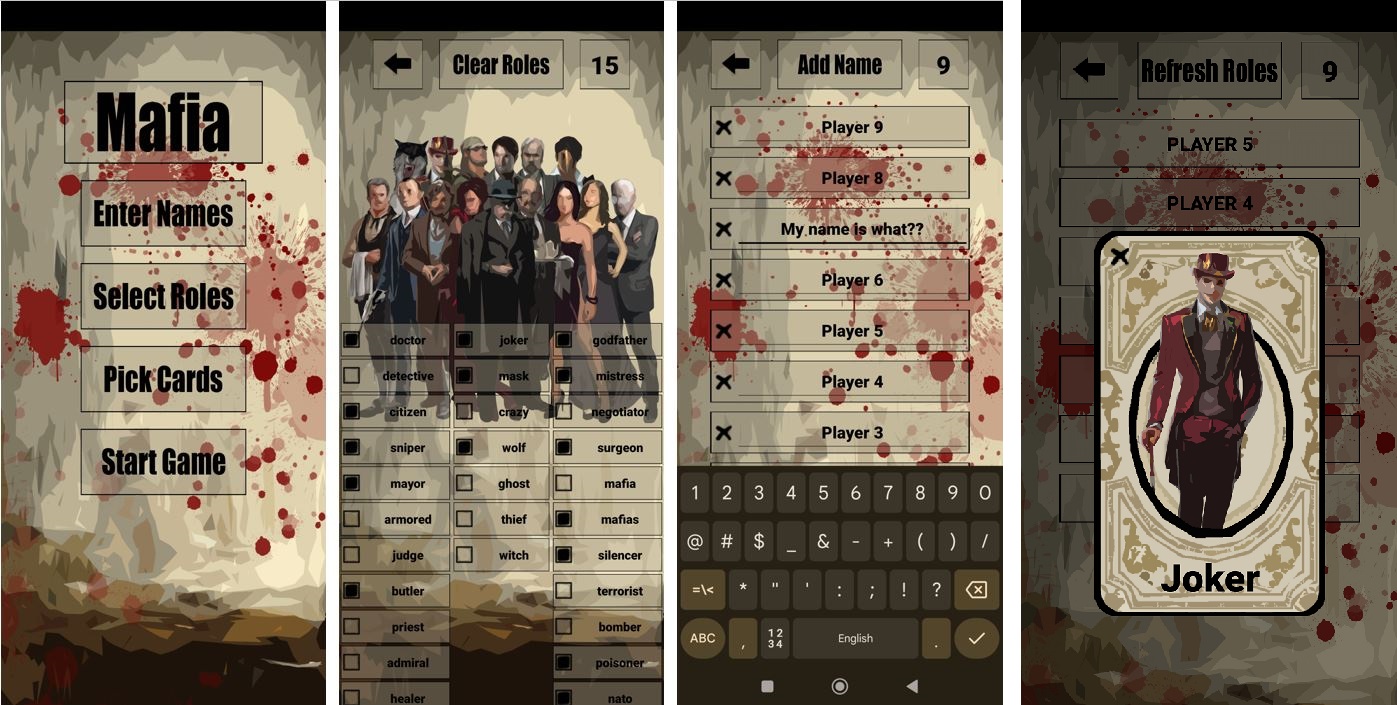 Mafia
Enter Names
Select Roles
Pick Cards
Start Game
Clear Roles 15
doctor joker godfather
detective mask mistress
citizen crazy negotiator
sniper wolf surgeon
mayor ghost mafia
armored thief mafias
judge witch silencer
butler terrorist
priest bomber
admiral poisoner
healer nato
Add Name 9
Player 9
Player 8
My name is what??
Player 6
Player 5
Player 4
Player 3
1 2 3 4 5 6 7 8 9 0
@ # $ _ & - + ( ) /
=\< * " ' : ; ! ?
ABC , 12 34 English .
Refresh Roles 9
PLAYER 5
PLAYER 4
Joker